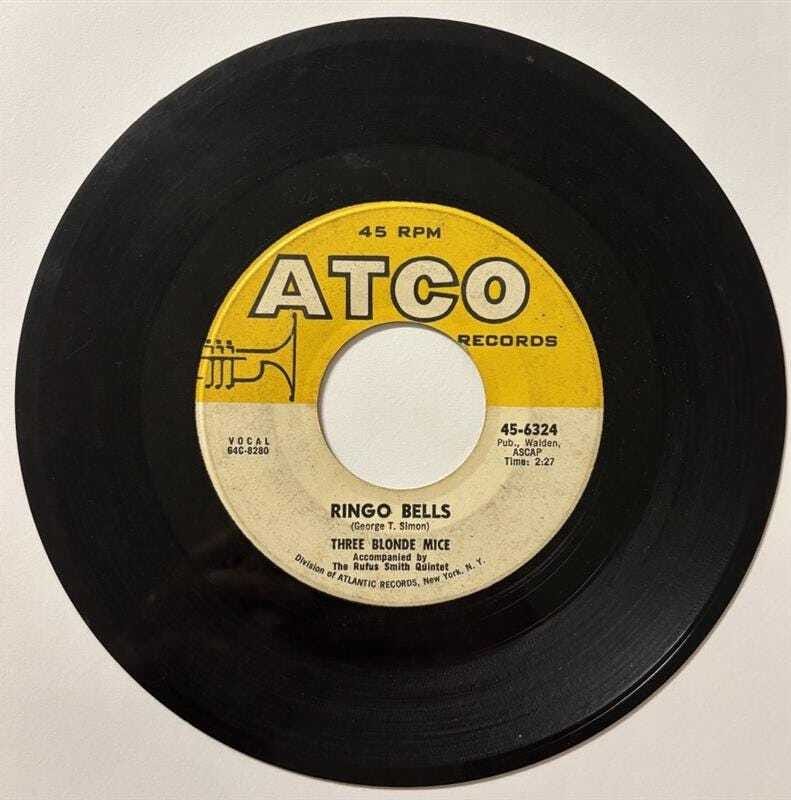 45 RPM
ATCO
RECORDS
VOCAL
64C-8280
45-6324
Pub., Walden,
ASCAP
Time: 2:27
RINGO BELLS
(George T. Simon)
THREE BLONDE MICE
Accompanied by
The Rufus Smith Quintet
Division of ATLANTIC RECORDS, New York, N. Y.